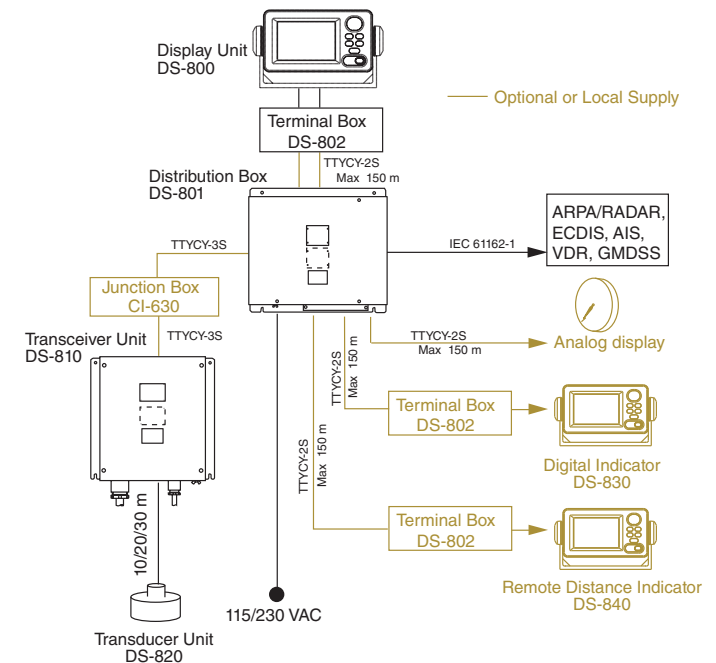 Display Unit
DS-800
Optional or Local Supply
Terminal Box
DS-802
TTYCY-2S
Max 150 m
Distribution Box
DS-801
ARPA/RADAR,
ECDIS, AIS,
VDR, GMDSS
IEC 61162-1
TTYCY-3S
Junction Box
CI-630
TTYCY-3S
Transceiver Unit
DS-810
TTYCY-2S
Max 150 m
Analog display
TTYCY-2S
Max 150 m
Terminal Box
DS-802
Digital Indicator
DS-830
TTYCY-2S
Max 150 m
Terminal Box
DS-802
Remote Distance Indicator
DS-840
10/20/30 m
115/230 VAC
Transducer Unit
DS-820